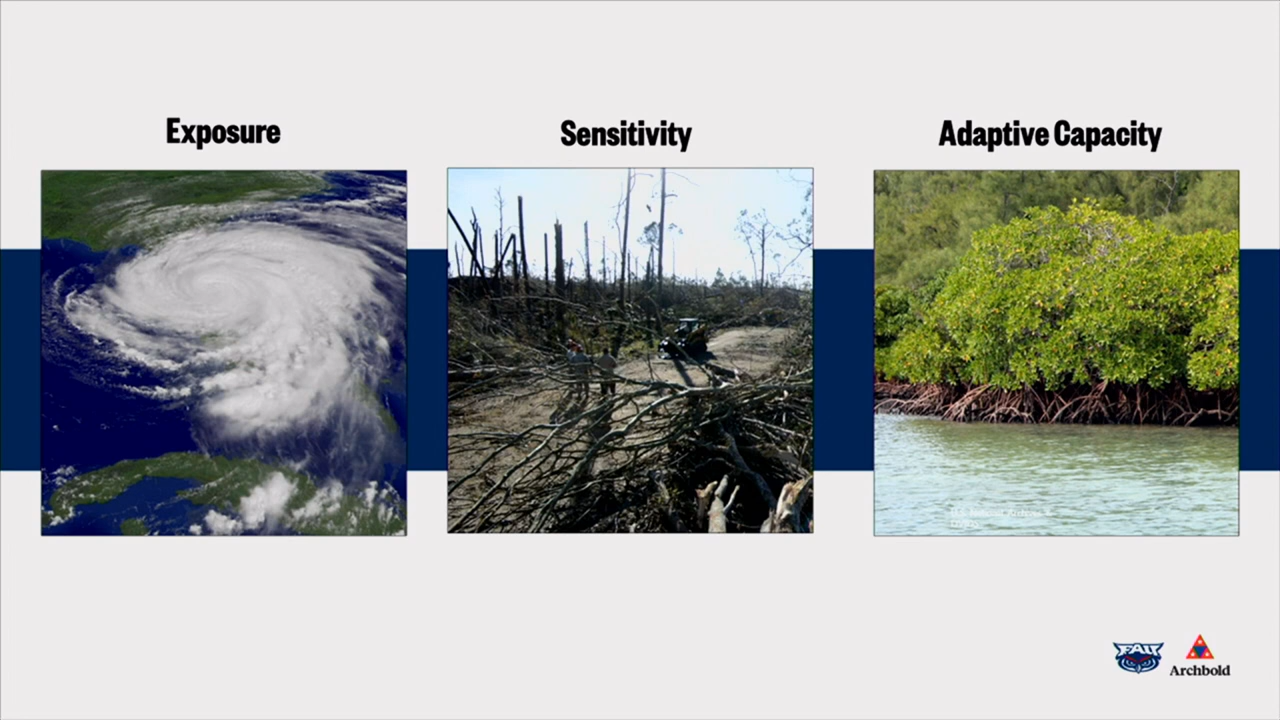 Exposure
Sensitivity
Adaptive Capacity
FAU
Archbold